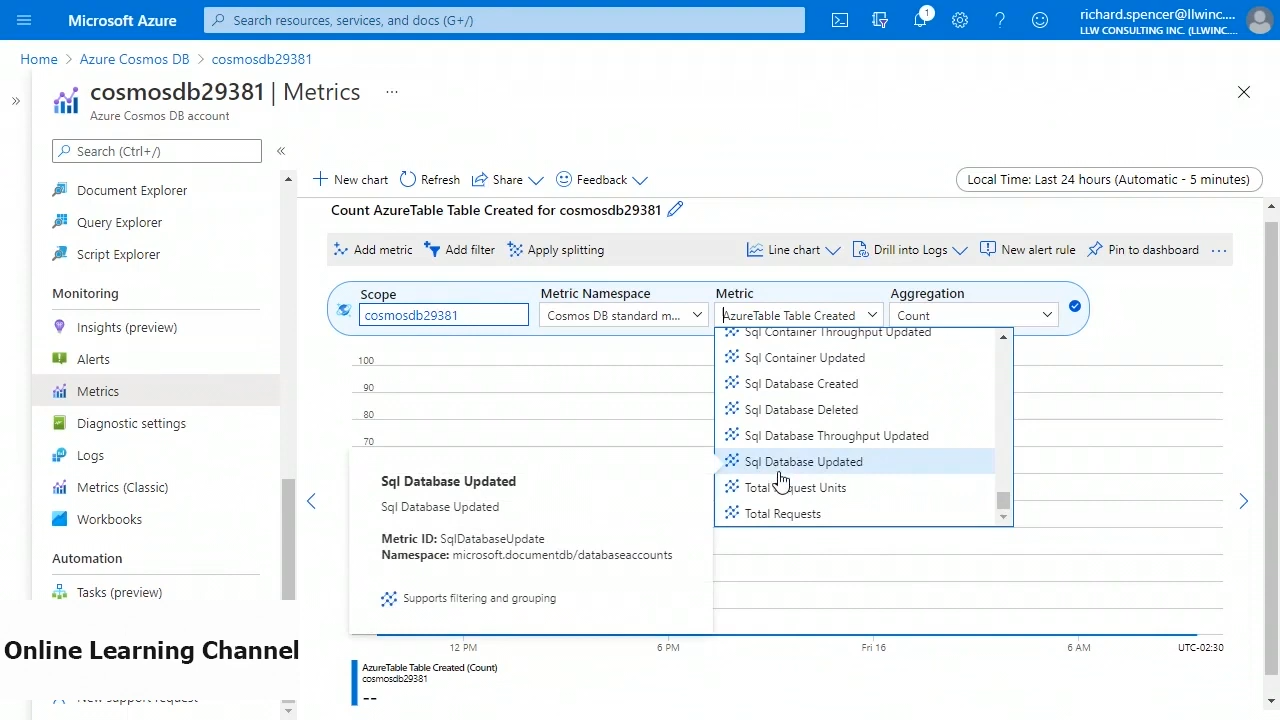 Microsoft Azure
Search resources, services, and docs (G+/)
1
richard.spencer@llwinc....
LLW CONSULTING INC. (LLWINC....
Home > Azure Cosmos DB > cosmosdb29381
cosmosdb29381 | Metrics ...
Azure Cosmos DB account
Search (Ctrl+/)
Document Explorer
Query Explorer
Script Explorer
Monitoring
Insights (preview)
Alerts
Metrics
Diagnostic settings
Logs
Metrics (Classic)
Workbooks
Automation
Tasks (preview)
New support request
Online Learning Channel
New chart Refresh Share Feedback
Local Time: Last 24 hours (Automatic - 5 minutes)
Count AzureTable Table Created for cosmosdb29381
Add metric Add filter Apply splitting Line chart Drill into Logs New alert rule Pin to dashboard ...
Scope Metric Namespace Metric Aggregation
cosmosdb29381 Cosmos DB standard m... AzureTable Table Created Count
Sql Container Throughput Updated
Sql Container Updated
Sql Database Created
Sql Database Deleted
Sql Database Throughput Updated
Sql Database Updated
Total Request Units
Total Requests
100
90
80
70
Sql Database Updated
Sql Database Updated
Metric ID: SqlDatabaseUpdate
Namespace: microsoft.documentdb/databaseaccounts
Supports filtering and grouping
12 PM 6 PM Fri 16 6 AM UTC-02:30
AzureTable Table Created (Count)
cosmosdb29381
--